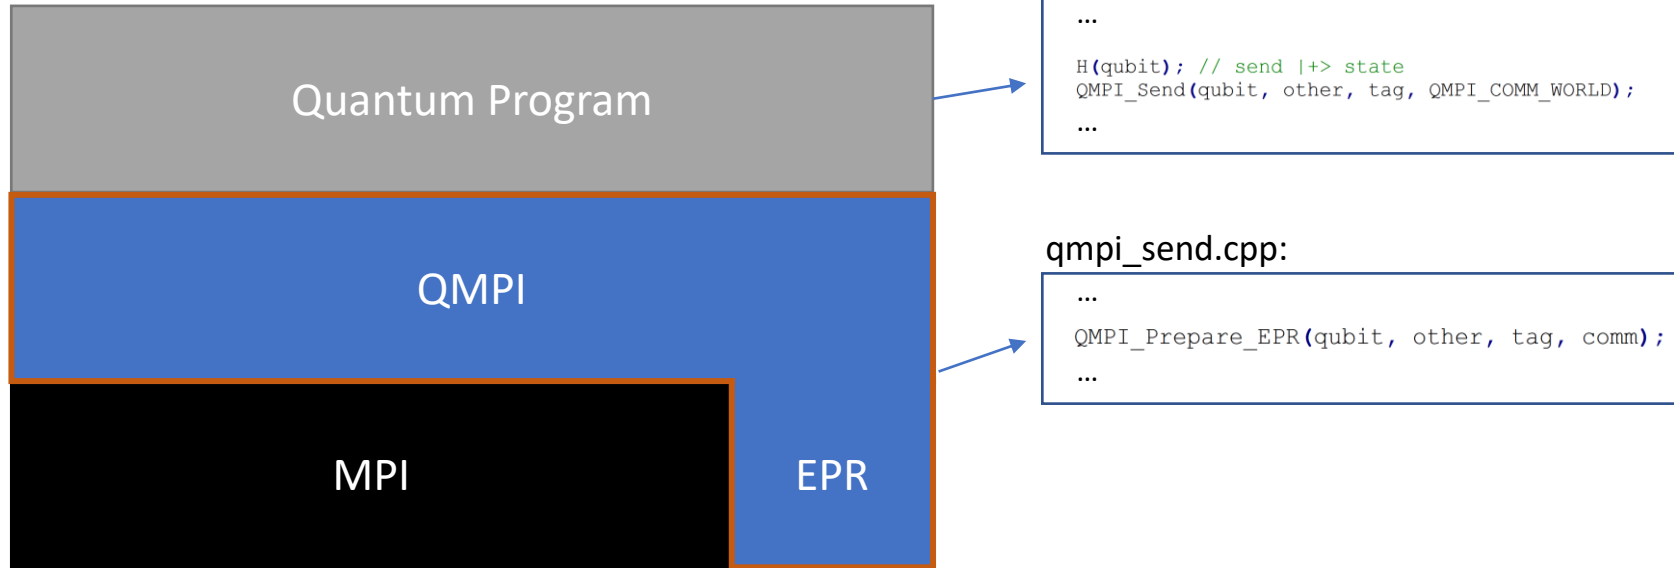 Quantum Program
QMPI
MPI
EPR
...
H(qubit); // send |+> state
QMPI_Send(qubit, other, tag, QMPI_COMM_WORLD);
...
qmpi_send.cpp:
...
QMPI_Prepare_EPR(qubit, other, tag, comm);
...